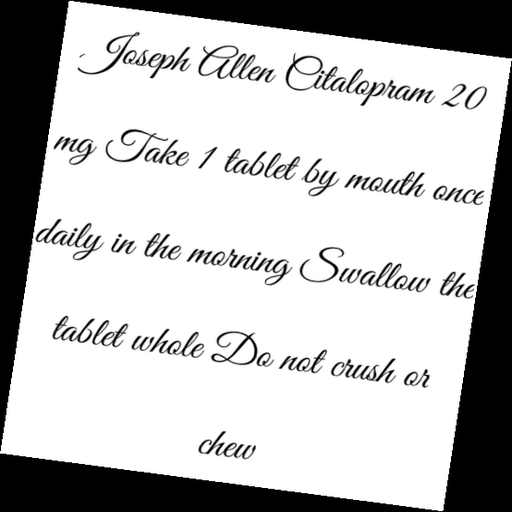 Joseph Allen Citalopram 20
mg Take 1 tablet by mouth once
daily in the morning Swallow the
tablet whole Do not crush or
chew